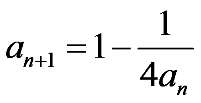 a_{n+1} = 1 - \frac{1}{4a_n}